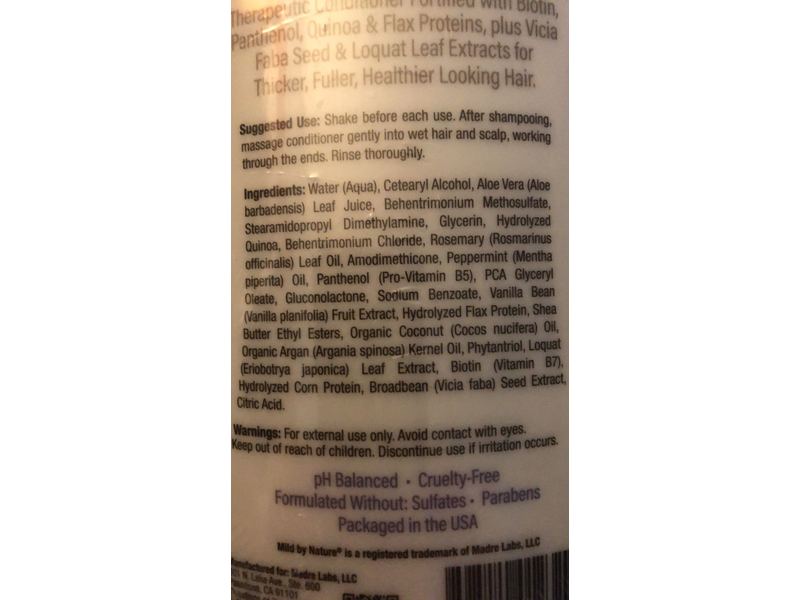 Therapeutic Conditioner Fortified with Biotin,
Panthenol, Quinoa & Flax Proteins, plus Vicia
Faba Seed & Loquat Leaf Extracts for
Thicker, Fuller, Healthier Looking Hair.
Suggested Use: Shake before each use. After shampooing,
massage conditioner gently into wet hair and scalp, working
through the ends. Rinse thoroughly.
Ingredients: Water (Aqua), Cetearyl Alcohol, Aloe Vera (Aloe
barbadensis) Leaf Juice, Behentrimonium Methosulfate,
Stearamidopropyl Dimethylamine, Glycerin, Hydrolyzed
Quinoa, Behentrimonium Chloride, Rosemary (Rosmarinus
officinalis) Leaf Oil, Amodimethicone, Peppermint (Mentha
piperita) Oil, Panthenol (Pro-Vitamin B5), PCA Glyceryl
Oleate, Gluconolactone, Sodium Benzoate, Vanilla Bean
(Vanilla planifolia) Fruit Extract, Hydrolyzed Flax Protein, Shea
Butter Ethyl Esters, Organic Coconut (Cocos nucifera) Oil,
Organic Argan (Argania spinosa) Kernel Oil, Phytantriol, Loquat
(Eriobotrya japonica) Leaf Extract, Biotin (Vitamin B7),
Hydrolyzed Corn Protein, Broadbean (Vicia faba) Seed Extract,
Citric Acid.
Warnings: For external use only. Avoid contact with eyes.
Keep out of reach of children. Discontinue use if irritation occurs.
pH Balanced • Cruelty-Free
Formulated Without: Sulfates • Parabens
Packaged in the USA
Mild by Nature® is a registered trademark of Madre Labs, LLC
Manufactured for: Madre Labs, LLC
N. Lake Ave., Ste. 600
CA 91101